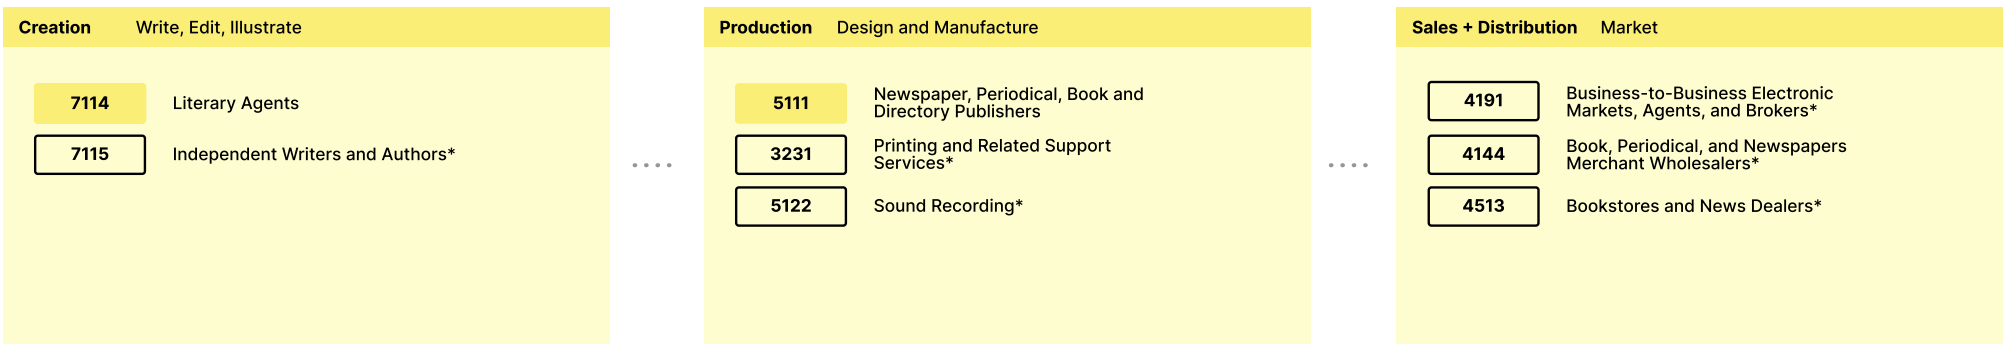 Creation Write, Edit, Illustrate
7114 Literary Agents
7115 Independent Writers and Authors*
Production Design and Manufacture
5111 Newspaper, Periodical, Book and
Directory Publishers
3231 Printing and Related Support
Services*
5122 Sound Recording*
Sales + Distribution Market
4191 Business-to-Business Electronic
Markets, Agents, and Brokers*
4144 Book, Periodical, and Newspapers
Merchant Wholesalers*
4513 Bookstores and News Dealers*